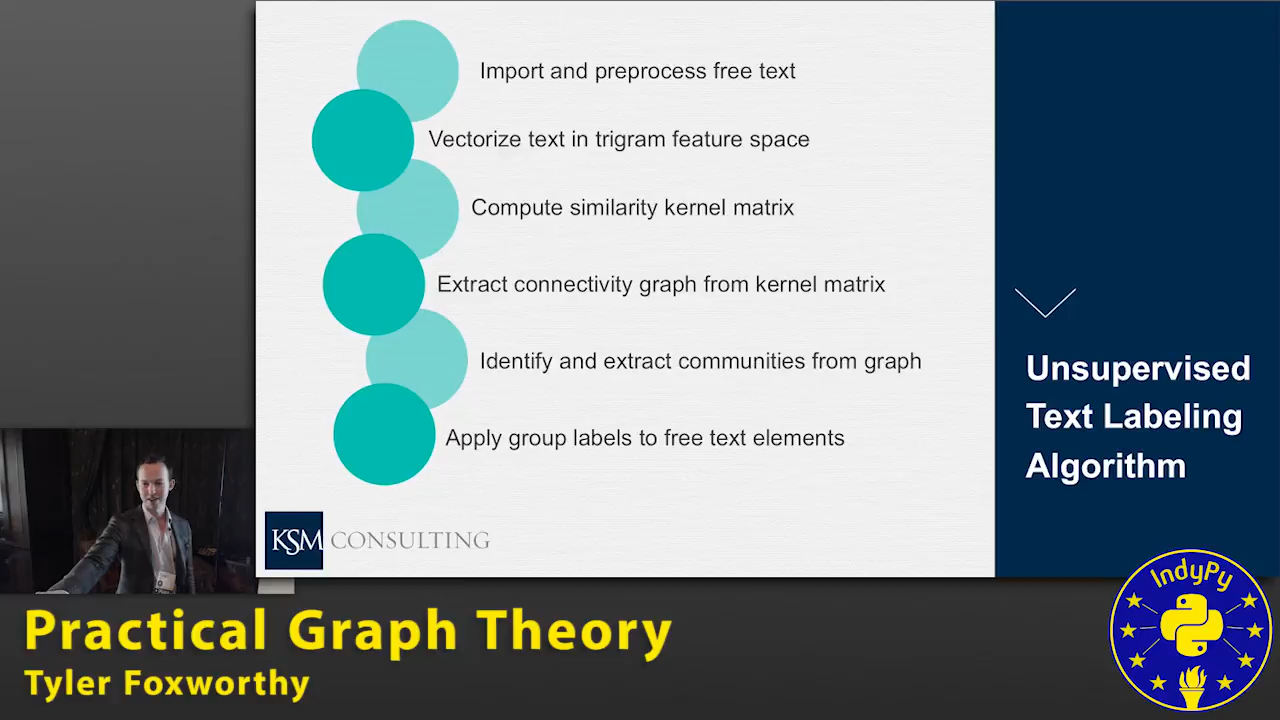 Import and preprocess free text
Vectorize text in trigram feature space
Compute similarity kernel matrix
Extract connectivity graph from kernel matrix
Identify and extract communities from graph
Apply group labels to free text elements
Unsupervised
Text Labeling
Algorithm
KSM CONSULTING
Practical Graph Theory
Tyler Foxworthy
IndyPy